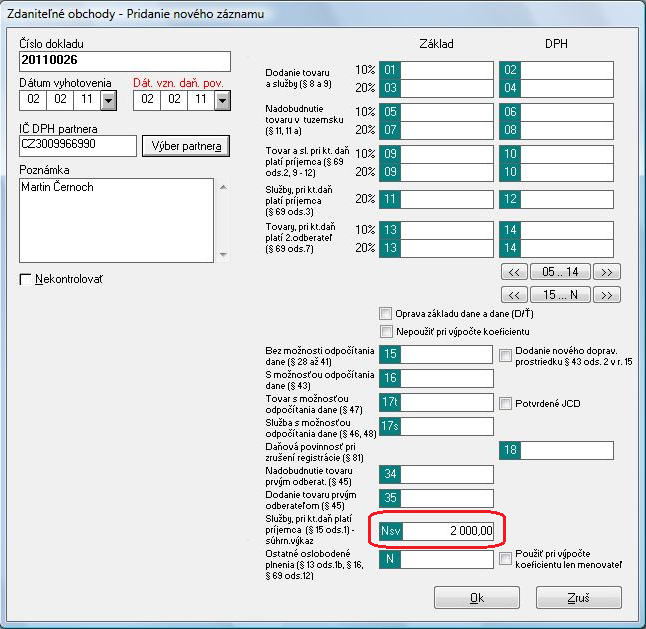 Zdaniteľné obchody - Pridanie nového záznamu
Číslo dokladu
20110026
Dátum vyhotovenia
Dát. vzn. daň. pov.
02 02 11
02 02 11
IČ DPH partnera
CZ3009966990
Výber partnera
Poznámka
Martin Černoch
Nekontrolovať
Základ
DPH
Dodanie tovaru
a služby (§ 8 a 9)
10% 01 02
20% 03 04
Nadobudnutie
tovaru v tuzemsku
(§ 11, 11 a)
10% 05 06
20% 07 08
Tovar a sl. pri kt. daň
platí príjemca (§ 69
ods.2, 9 - 12)
10% 09 10
20% 09 10
Služby, pri kt.daň
platí príjemca
(§ 69 ods.3)
20% 11 12
Tovary, pri kt.daň
platí 2.odberateľ
(§ 69 ods.7)
10% 13 14
20% 13 14
<< 05 .. 14 >>
<< 15 ... N >>
Oprava základu dane a dane (D/Ť)
Nepoužiť pri výpočte koeficientu
Bez možnosti odpočítania
dane (§ 28 až 41)
15
Dodanie nového doprav.
prostriedku § 43 ods. 2 v r. 15
S možnosťou odpočítania
dane (§ 43)
16
Tovar s možnosťou
odpočítania dane (§ 47)
17t
Potvrdené JCD
Služba s možnosťou
odpočítania dane (§ 46, 48)
17s
Daňová povinnosť pri
zrušení registrácie (§ 81)
18
Nadobudnutie tovaru
prvým odberat. (§ 45)
34
Dodanie tovaru prvým
odberateľom (§ 45)
35
Služby, pri kt.daň platí
príjemca (§ 15 ods.1) -
súhrn.výkaz
Nsv 2 000,00
Ostatné oslobodené
plnenia (§ 13 ods.1b, § 16,
§ 69 ods.12)
N
Použiť pri výpočte
koeficientu len menovateľ
Ok
Zruš